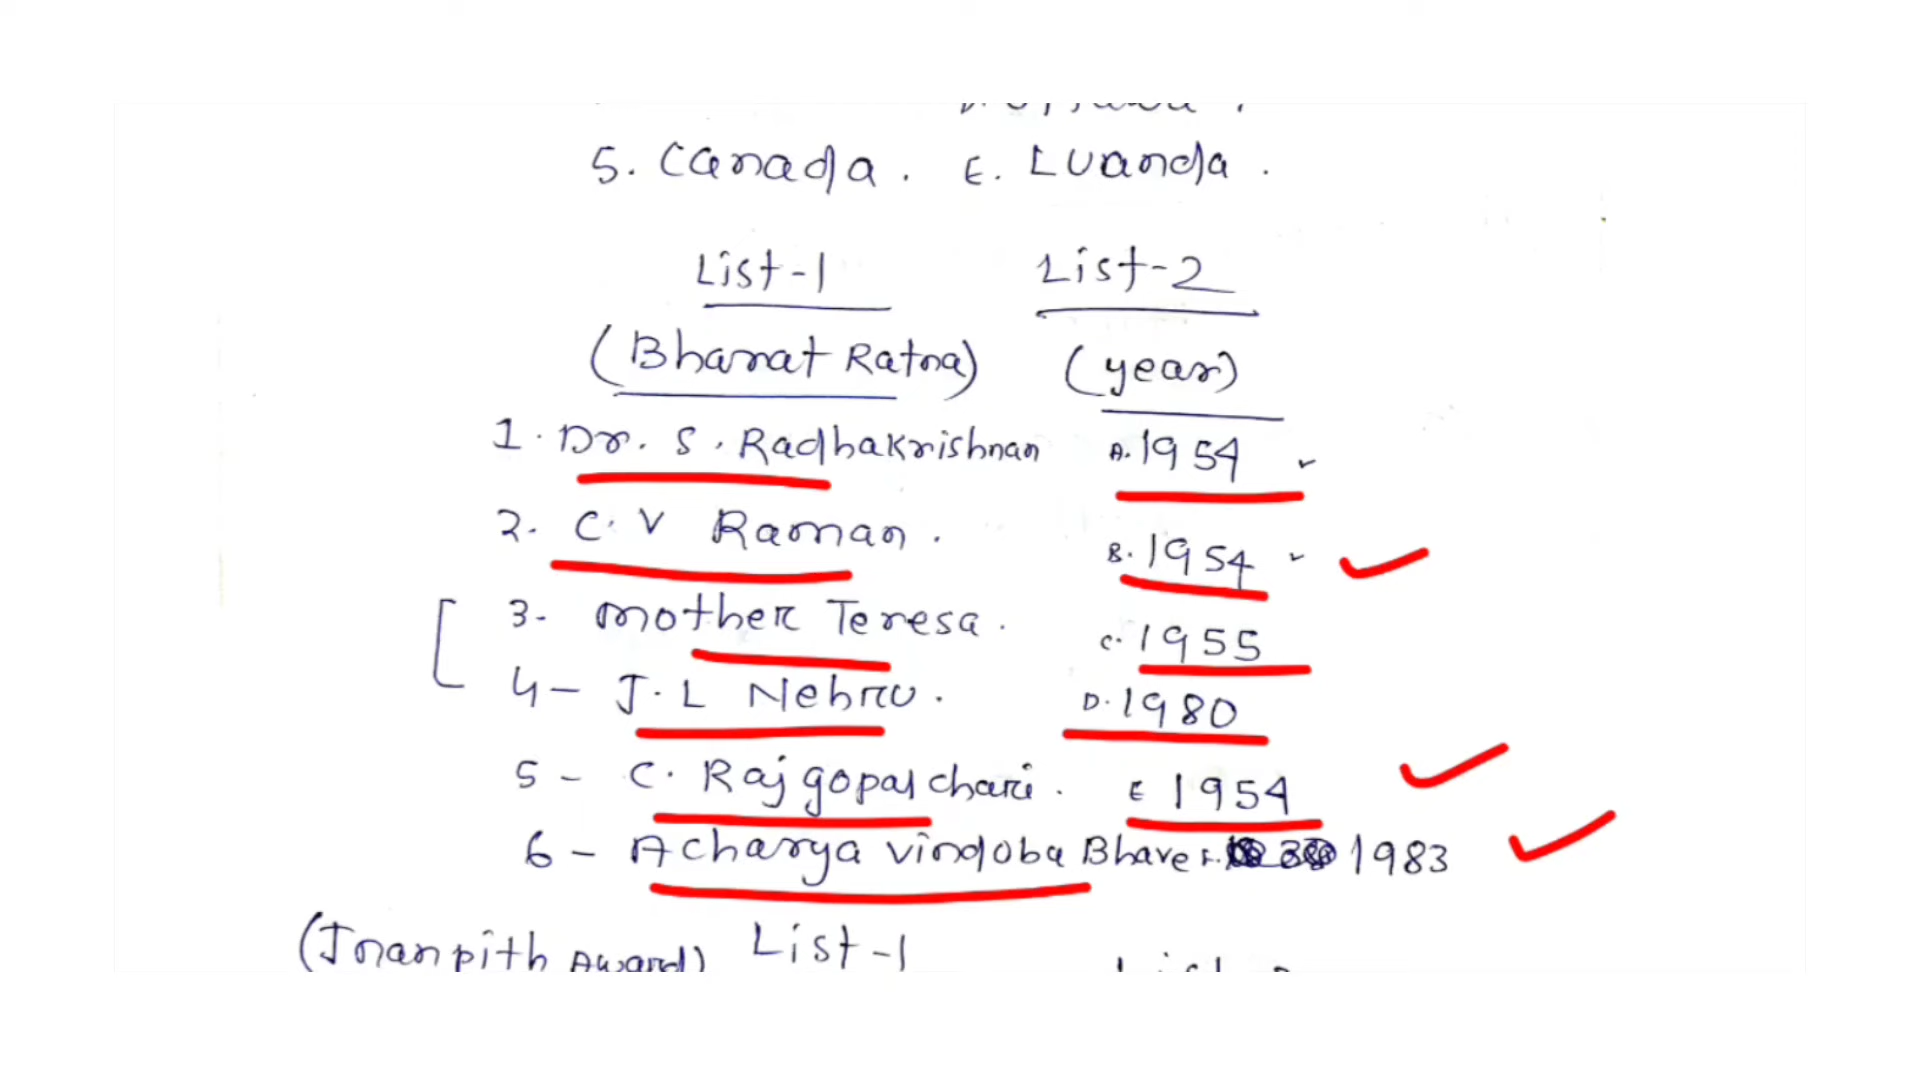 5. Canada. E. Luanda.
List-1 List-2
(Bharat Ratna) (year)
1. Dr. S. Radhakrishnan A. 1954
2. C. V Raman. B. 1954
3- Mother Teresa. C. 1955
4- J. L Nehru. D. 1980
5- C. Rajgopalchari. E 1954
6- Acharya Vindoba Bhave F. 1983
(Jnanpith Award) List-1